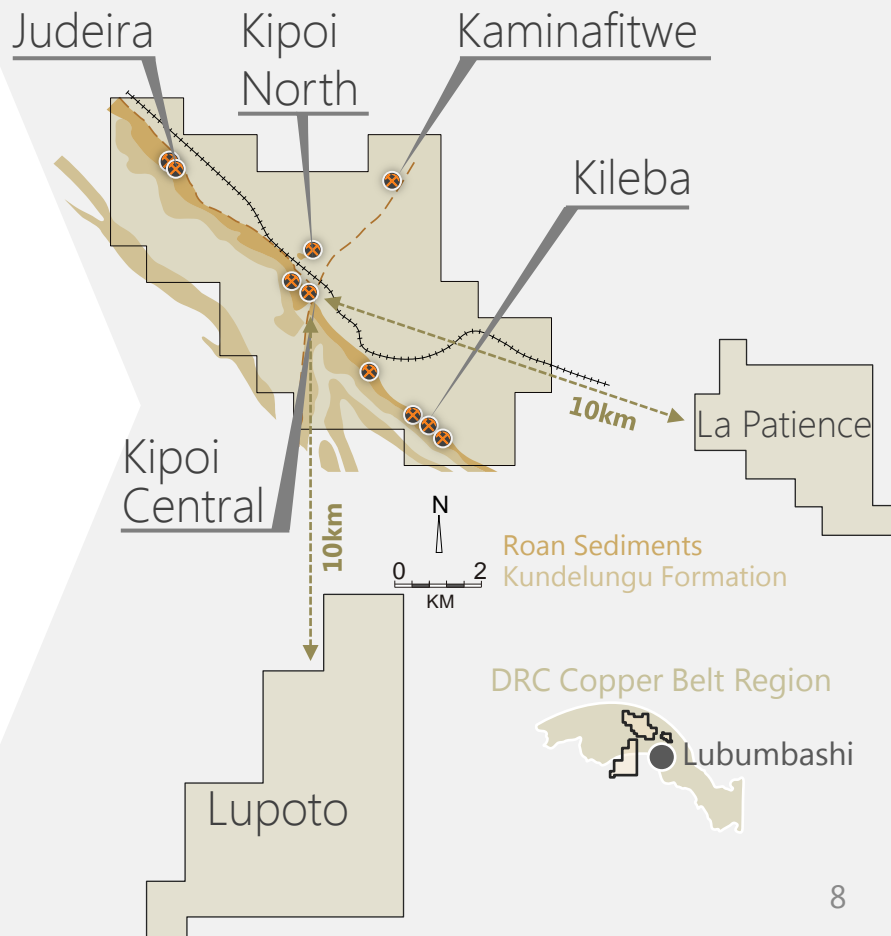 Judeira
Kipoi
North
Kaminafitwe
Kileba
10km
La Patience
Kipoi
Central
10km
N
0 2
KM
Roan Sediments
Kundelungu Formation
DRC Copper Belt Region
Lubumbashi
Lupoto
8